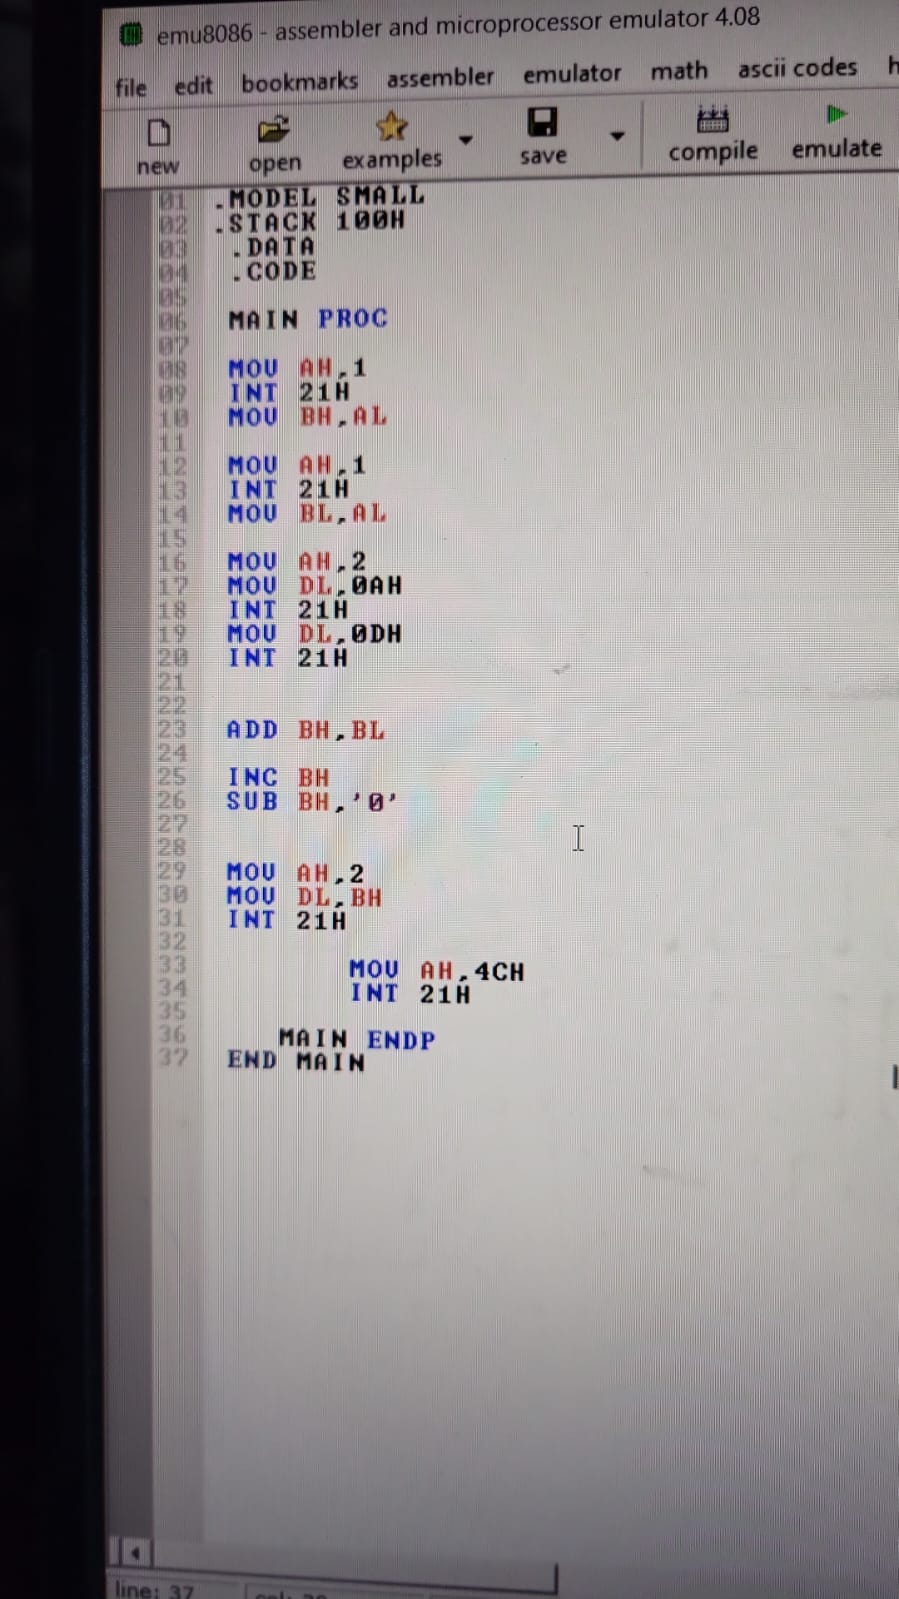 emu8086 - assembler and microprocessor emulator 4.08
file edit bookmarks assembler emulator math ascii codes h
new open examples save compile emulate
01 .MODEL SMALL
02 .STACK 100H
03 .DATA
04 .CODE
05
06 MAIN PROC
07
08 MOV AH,1
09 INT 21H
10 MOV BH,AL
11
12 MOV AH,1
13 INT 21H
14 MOV BL,AL
15
16 MOV AH,2
17 MOV DL,0AH
18 INT 21H
19 MOV DL,0DH
20 INT 21H
21
22
23 ADD BH,BL
24
25 INC BH
26 SUB BH,'0'
27
28
29 MOV AH,2
30 MOV DL,BH
31 INT 21H
32
33 MOV AH,4CH
34 INT 21H
35
36 MAIN ENDP
37 END MAIN
line: 37